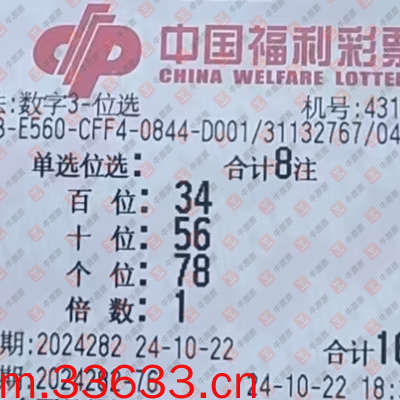 中国福利彩票
CHINA WELFARE LOTTE
:数字3-位选 机号:431
-E560-CFF4-0844-D001/31132767/04
单选位选: 合计8注
百位: 34
十位: 56
个位: 78
倍数: 1
期:2024282 24-10-22 合计1
2024282 24-10-22 18:
m.33633.cn